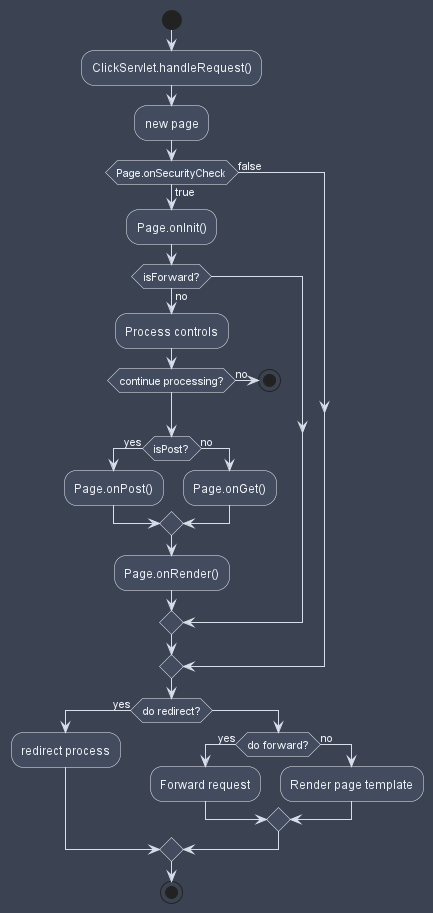 ClickServlet.handleRequest()
new page
Page.onSecurityCheck
false
true
Page.onInit()
isForward?
no
Process controls
continue processing?
no
yes
isPost?
no
Page.onPost()
Page.onGet()
Page.onRender()
yes
do redirect?
redirect process
yes
do forward?
no
Forward request
Render page template